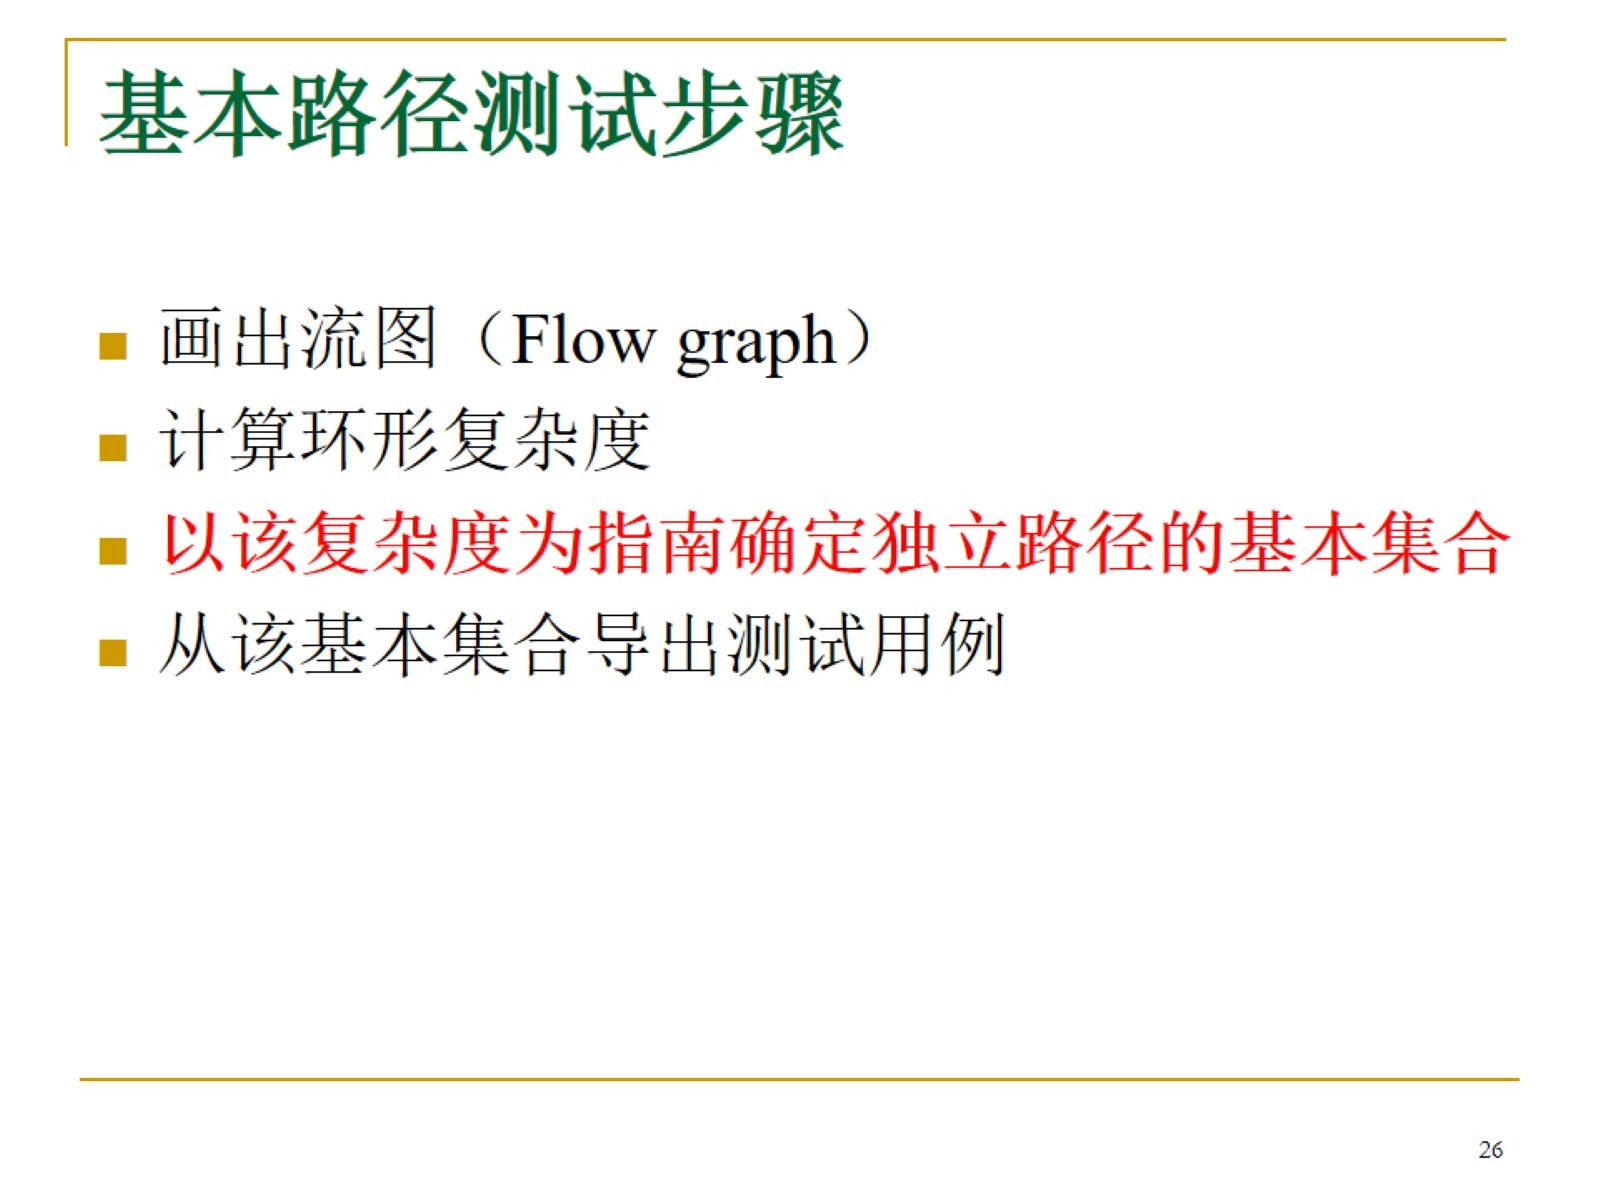 基本路径测试步骤
画出流图（Flow graph）
计算环形复杂度
以该复杂度为指南确定独立路径的基本集合
从该基本集合导出测试用例
26